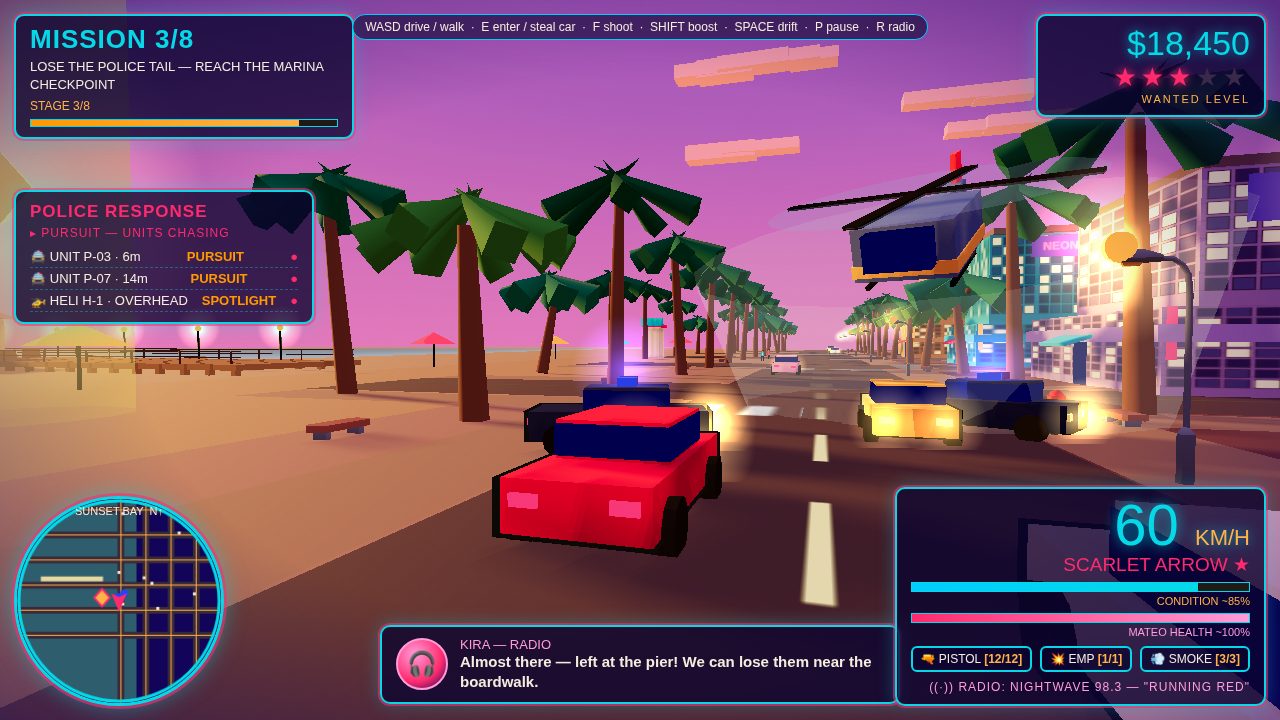 WASD drive / walk · E enter / steal car · F shoot · SHIFT boost · SPACE drift · P pause · R radio
MISSION 3/8
LOSE THE POLICE TAIL — REACH THE MARINA
CHECKPOINT
STAGE 3/8
$18,450
★★★★★
WANTED LEVEL
POLICE RESPONSE
▸ PURSUIT — UNITS CHASING
🚔 UNIT P-03 · 6m PURSUIT ●
🚔 UNIT P-07 · 14m PURSUIT ●
🚁 HELI H-1 · OVERHEAD SPOTLIGHT ●
NEON
SUNSET BAY N↑
KIRA — RADIO
Almost there — left at the pier! We can lose them near the
boardwalk.
60 KM/H
SCARLET ARROW ★
CONDITION ~85%
MATEO HEALTH ~100%
🔫 PISTOL [12/12] 💥 EMP [1/1] 💨 SMOKE [3/3]
((·)) RADIO: NIGHTWAVE 98.3 — "RUNNING RED"